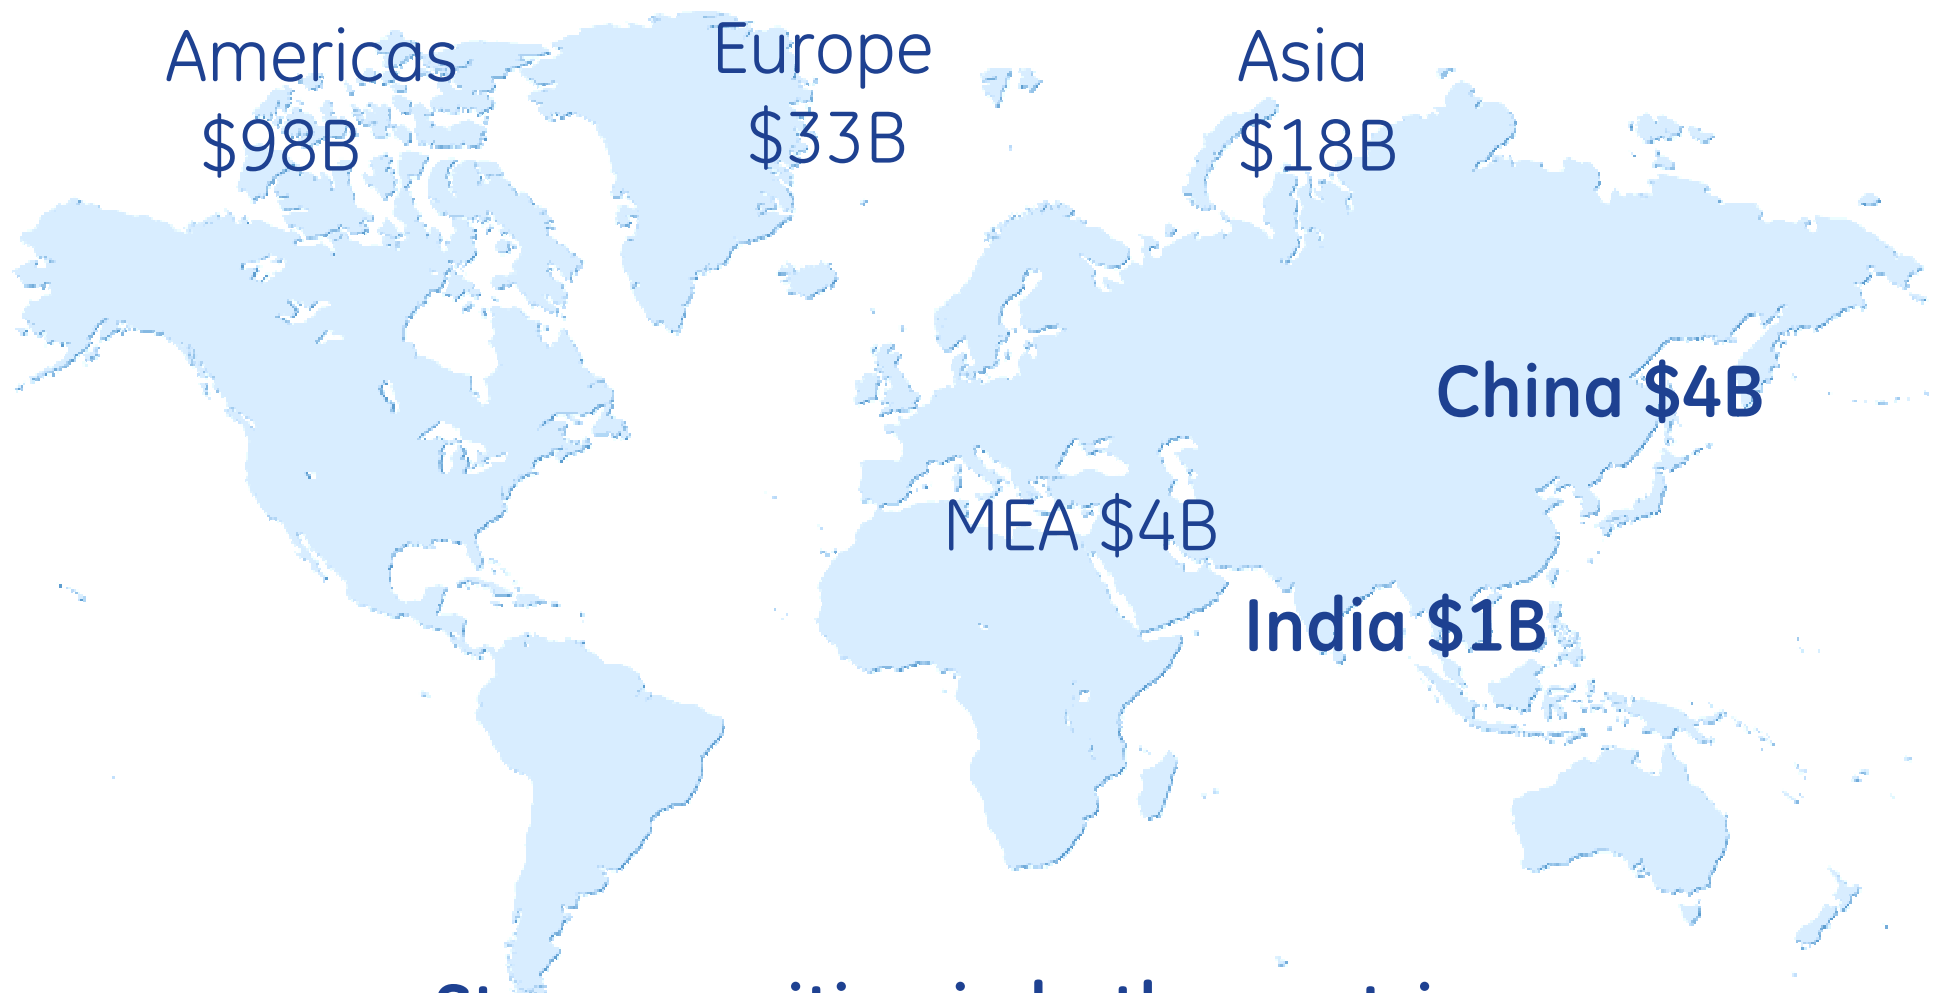 Americas
$98B
Europe
$33B
Asia
$18B
China $4B
MEA $4B
India $1B